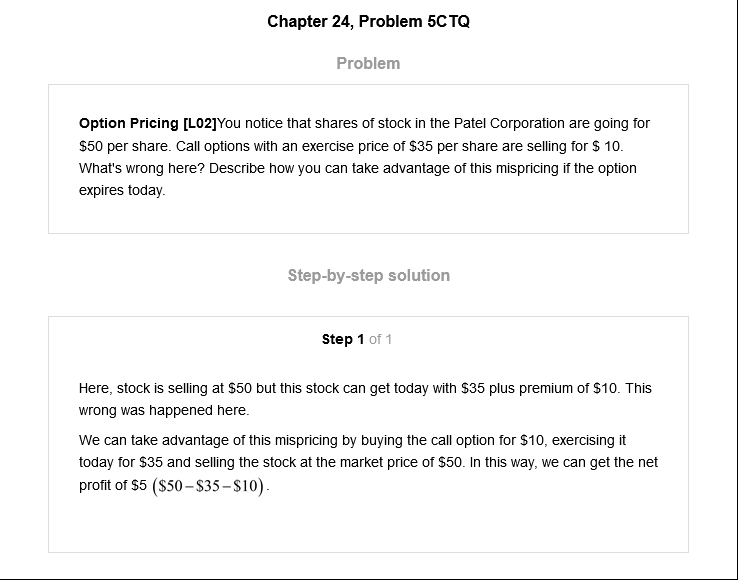 Chapter 24, Problem 5CTQ
Problem
Option Pricing [L02]You notice that shares of stock in the Patel Corporation are going for
$50 per share. Call options with an exercise price of $35 per share are selling for $ 10.
What's wrong here? Describe how you can take advantage of this mispricing if the option
expires today.
Step-by-step solution
Step 1 of 1
Here, stock is selling at $50 but this stock can get today with $35 plus premium of $10. This
wrong was happened here.
We can take advantage of this mispricing by buying the call option for $10, exercising it
today for $35 and selling the stock at the market price of $50. In this way, we can get the net
profit of $5 ($50–$35–$10).